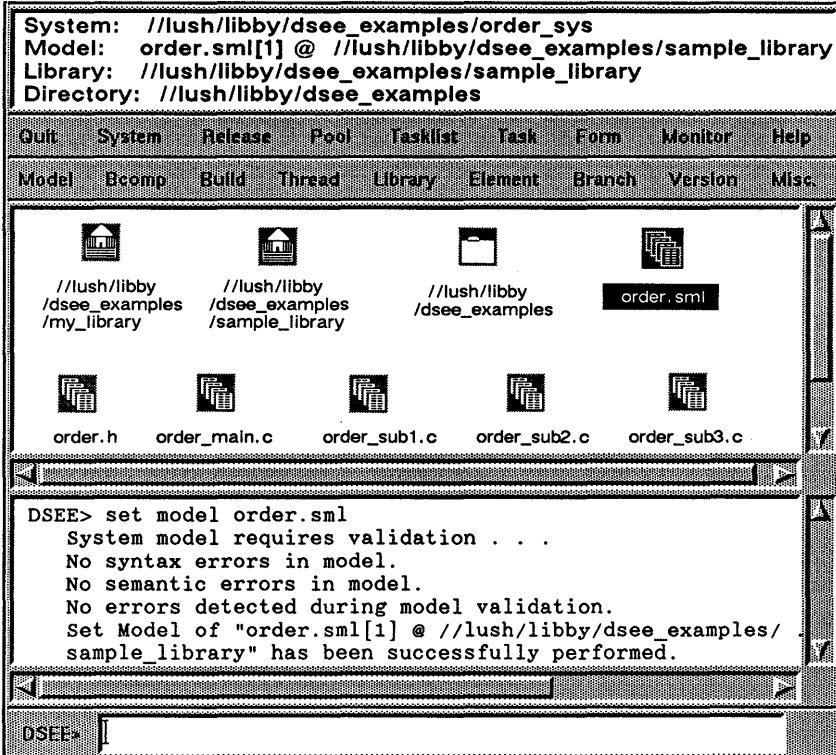 System: //lush/libby/dsee_examples/order_sys
Model: order.sml[1] @ //lush/libby/dsee_examples/sample_library
Library: //lush/libby/dsee_examples/sample_library
Directory: //lush/libby/dsee_examples
Quit System Release Pool Tasklist Task Form Monitor Help
Model Bcomp Build Thread Library Element Branch Version Misc.
//lush/libby
/dsee_examples
/my_library
//lush/libby
/dsee_examples
/sample_library
//lush/libby
/dsee_examples
order.sml
order.h order_main.c order_sub1.c order_sub2.c order_sub3.c
DSEE> set model order.sml
System model requires validation . . .
No syntax errors in model.
No semantic errors in model.
No errors detected during model validation.
Set Model of "order.sml[1] @ //lush/libby/dsee_examples/ .
sample_library" has been successfully performed.
DSEE>